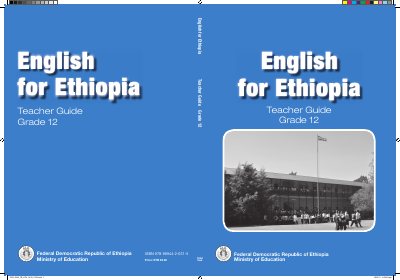 English
for Ethiopia
Teacher Guide
Grade 12
Federal Democratic Republic of Ethiopia
Ministry of Education
English for Ethiopia
Teacher Guide Grade 12
English
for Ethiopia
Teacher Guide
Grade 12
Federal Democratic Republic of Ethiopia
Ministry of Education